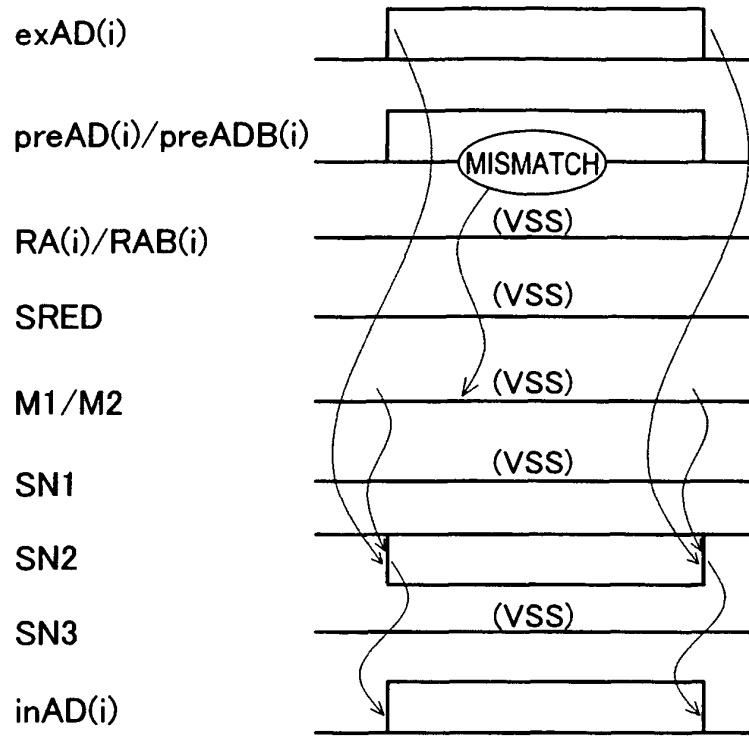 exAD(i)
preAD(i)/preADB(i)
MISMATCH
(VSS)
RA(i)/RAB(i)
(VSS)
SRED
(VSS)
M1/M2
(VSS)
SN1
SN2
(VSS)
SN3
inAD(i)